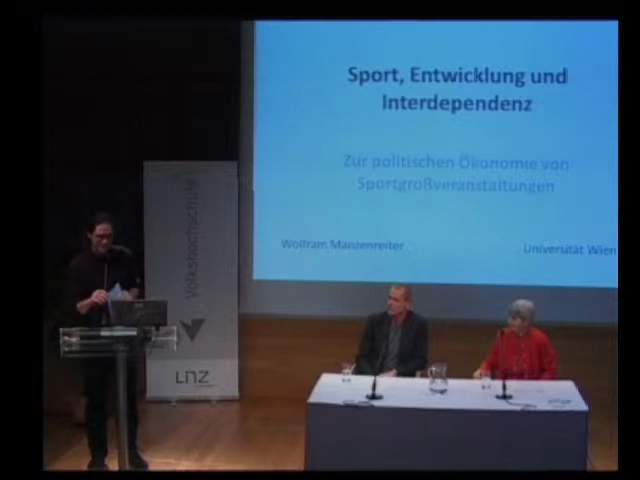 Sport, Entwicklung und
Interdependenz
Zur politischen Ökonomie von
Sportgroßveranstaltungen
Wolfram Manzenreiter
Universität Wien
Volkshochschule
LINZ